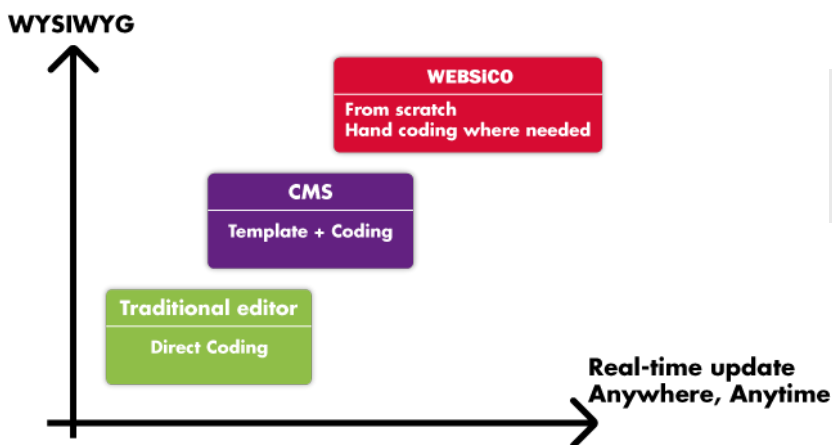 WYSIWYG
WEBSiCO
From scratch
Hand coding where needed
CMS
Template + Coding
Traditional editor
Direct Coding
Real-time update
Anywhere, Anytime